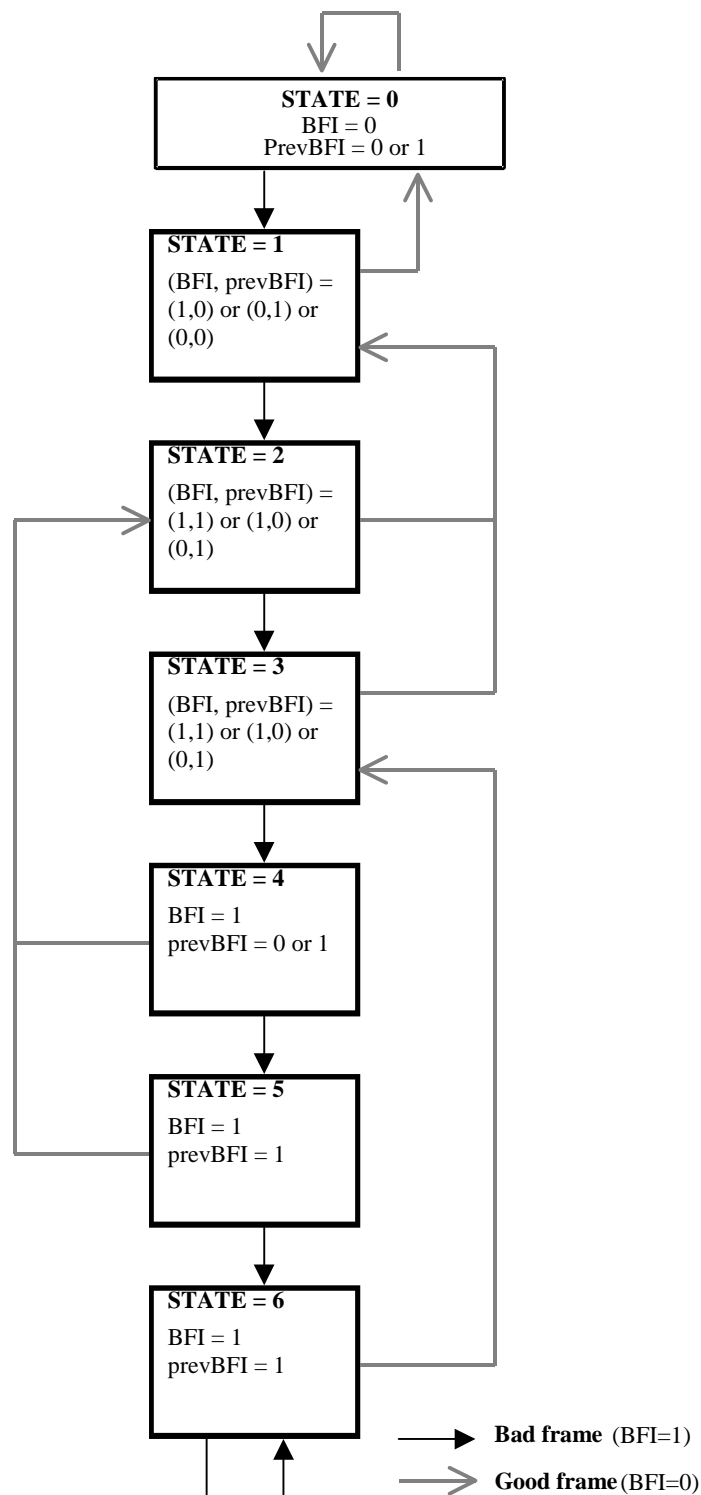 STATE = 0
BFI = 0
PrevBFI = 0 or 1
STATE = 1
(BFI, prevBFI) =
(1,0) or (0,1) or
(0,0)
STATE = 2
(BFI, prevBFI) =
(1,1) or (1,0) or
(0,1)
STATE = 3
(BFI, prevBFI) =
(1,1) or (1,0) or
(0,1)
STATE = 4
BFI = 1
prevBFI = 0 or 1
STATE = 5
BFI = 1
prevBFI = 1
STATE = 6
BFI = 1
prevBFI = 1
Bad frame (BFI=1)
Good frame (BFI=0)